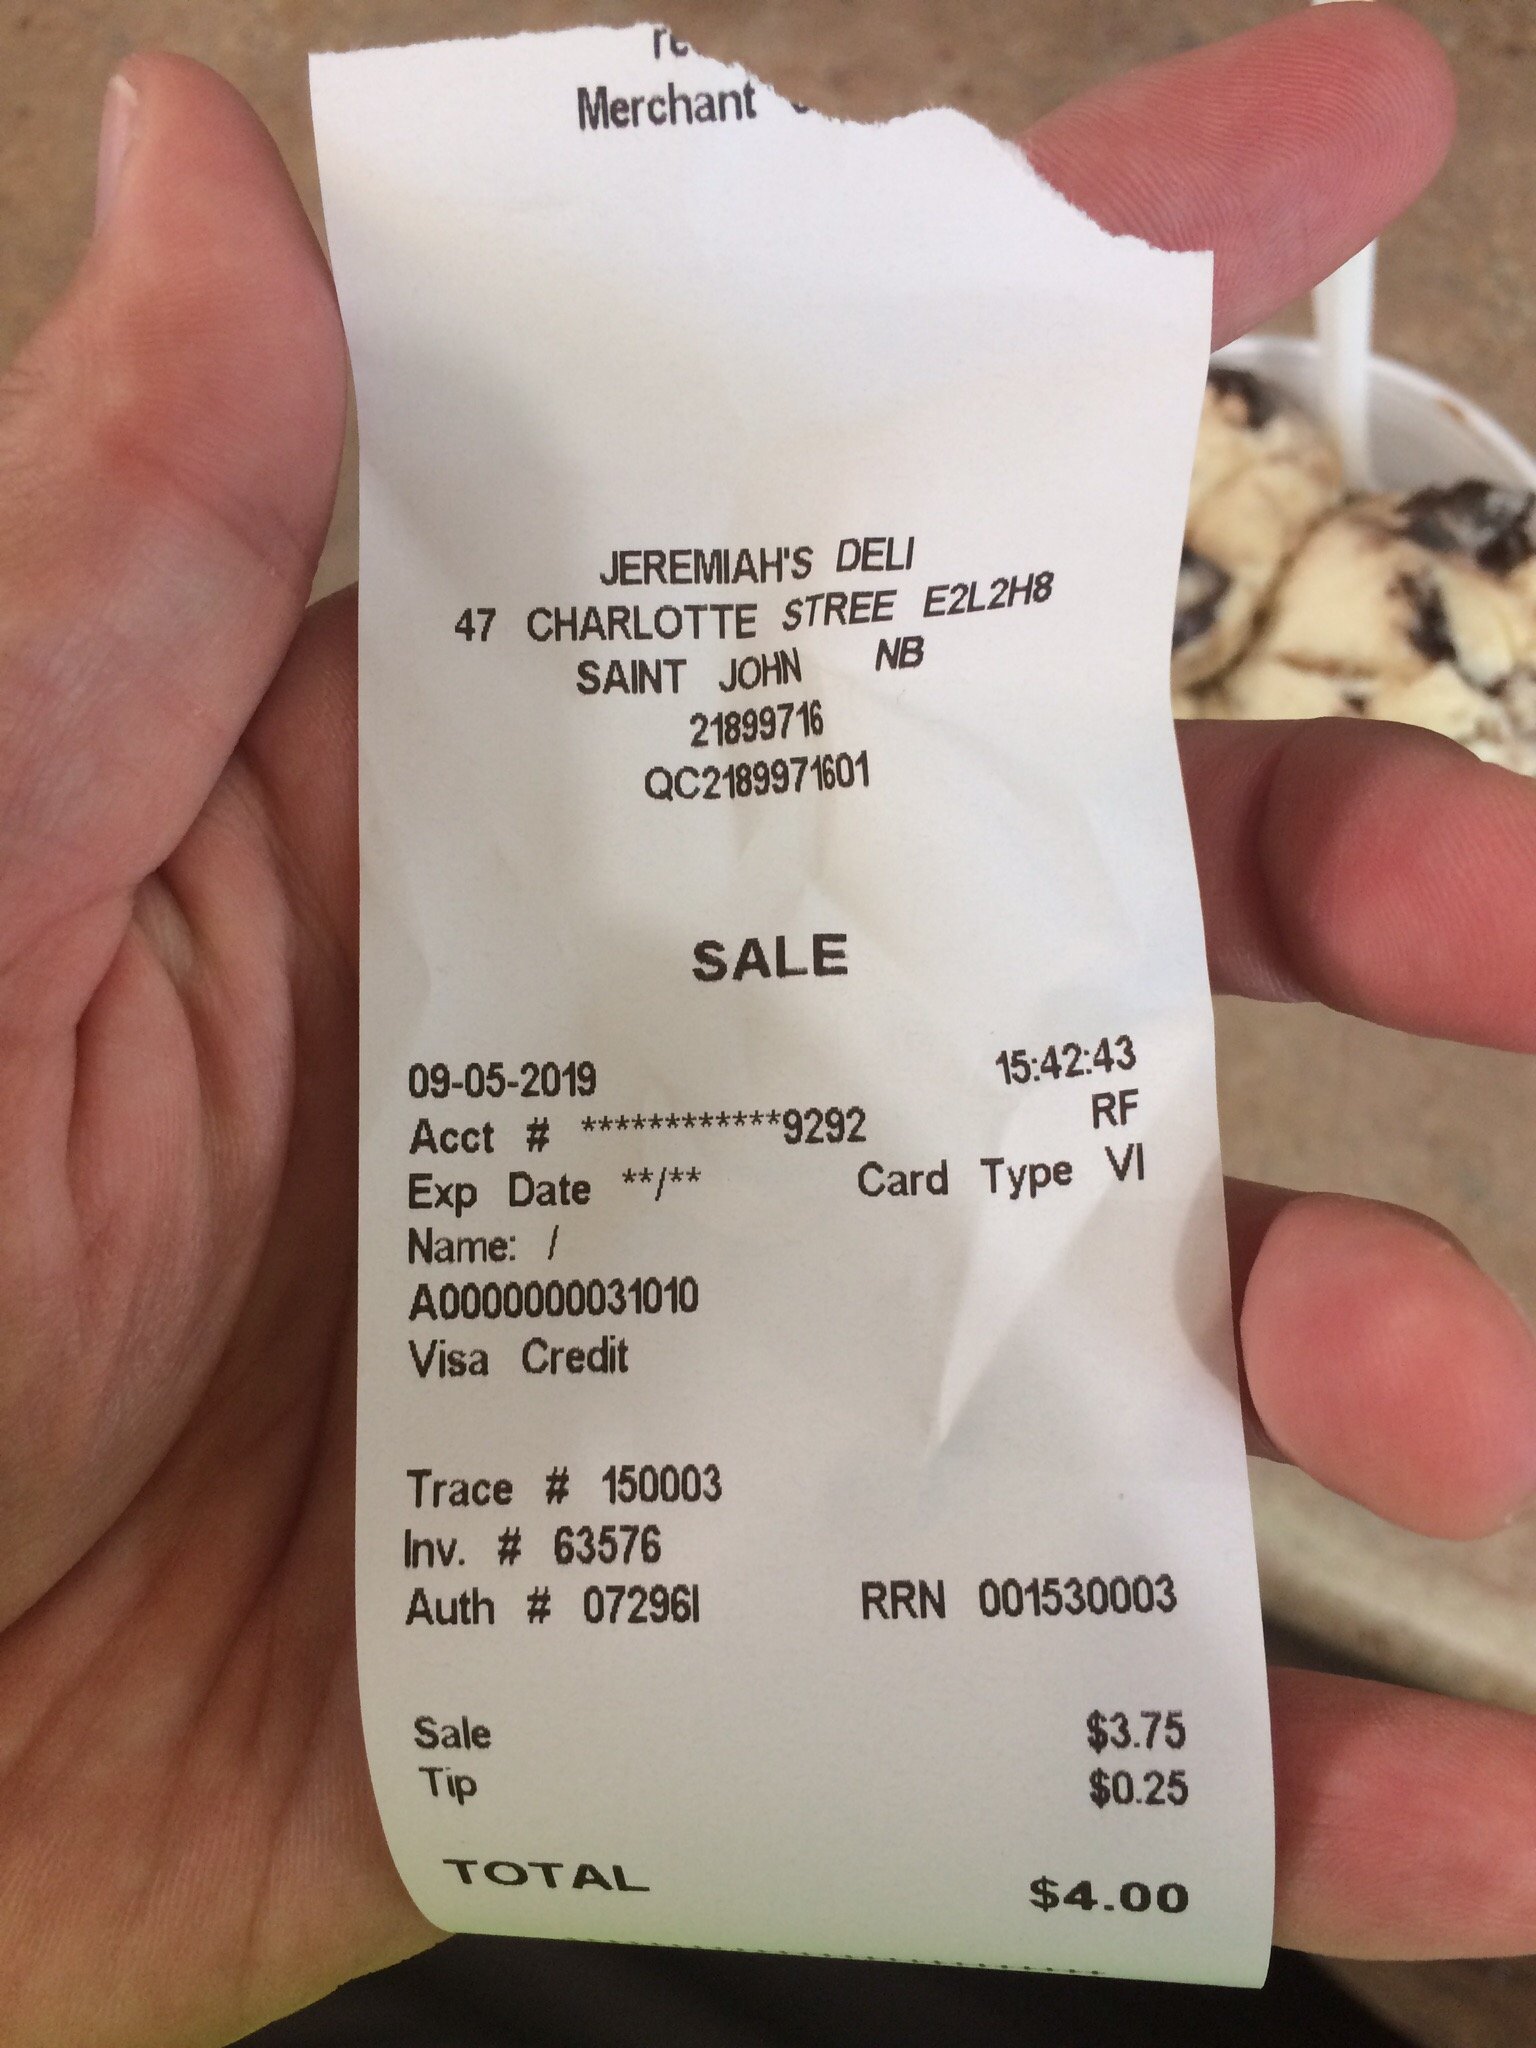 Merchant
JEREMIAH'S DELI
47 CHARLOTTE STREE E2L2H8
SAINT JOHN NB
21899716
QC2189971601
SALE
09-05-2019 15:42:43
Acct # ************9292 RF
Exp Date **/** Card Type VI
Name: /
A0000000031010
Visa Credit
Trace # 150003
Inv. # 63576
Auth # 07296I RRN 001530003
Sale $3.75
Tip $0.25
TOTAL $4.00